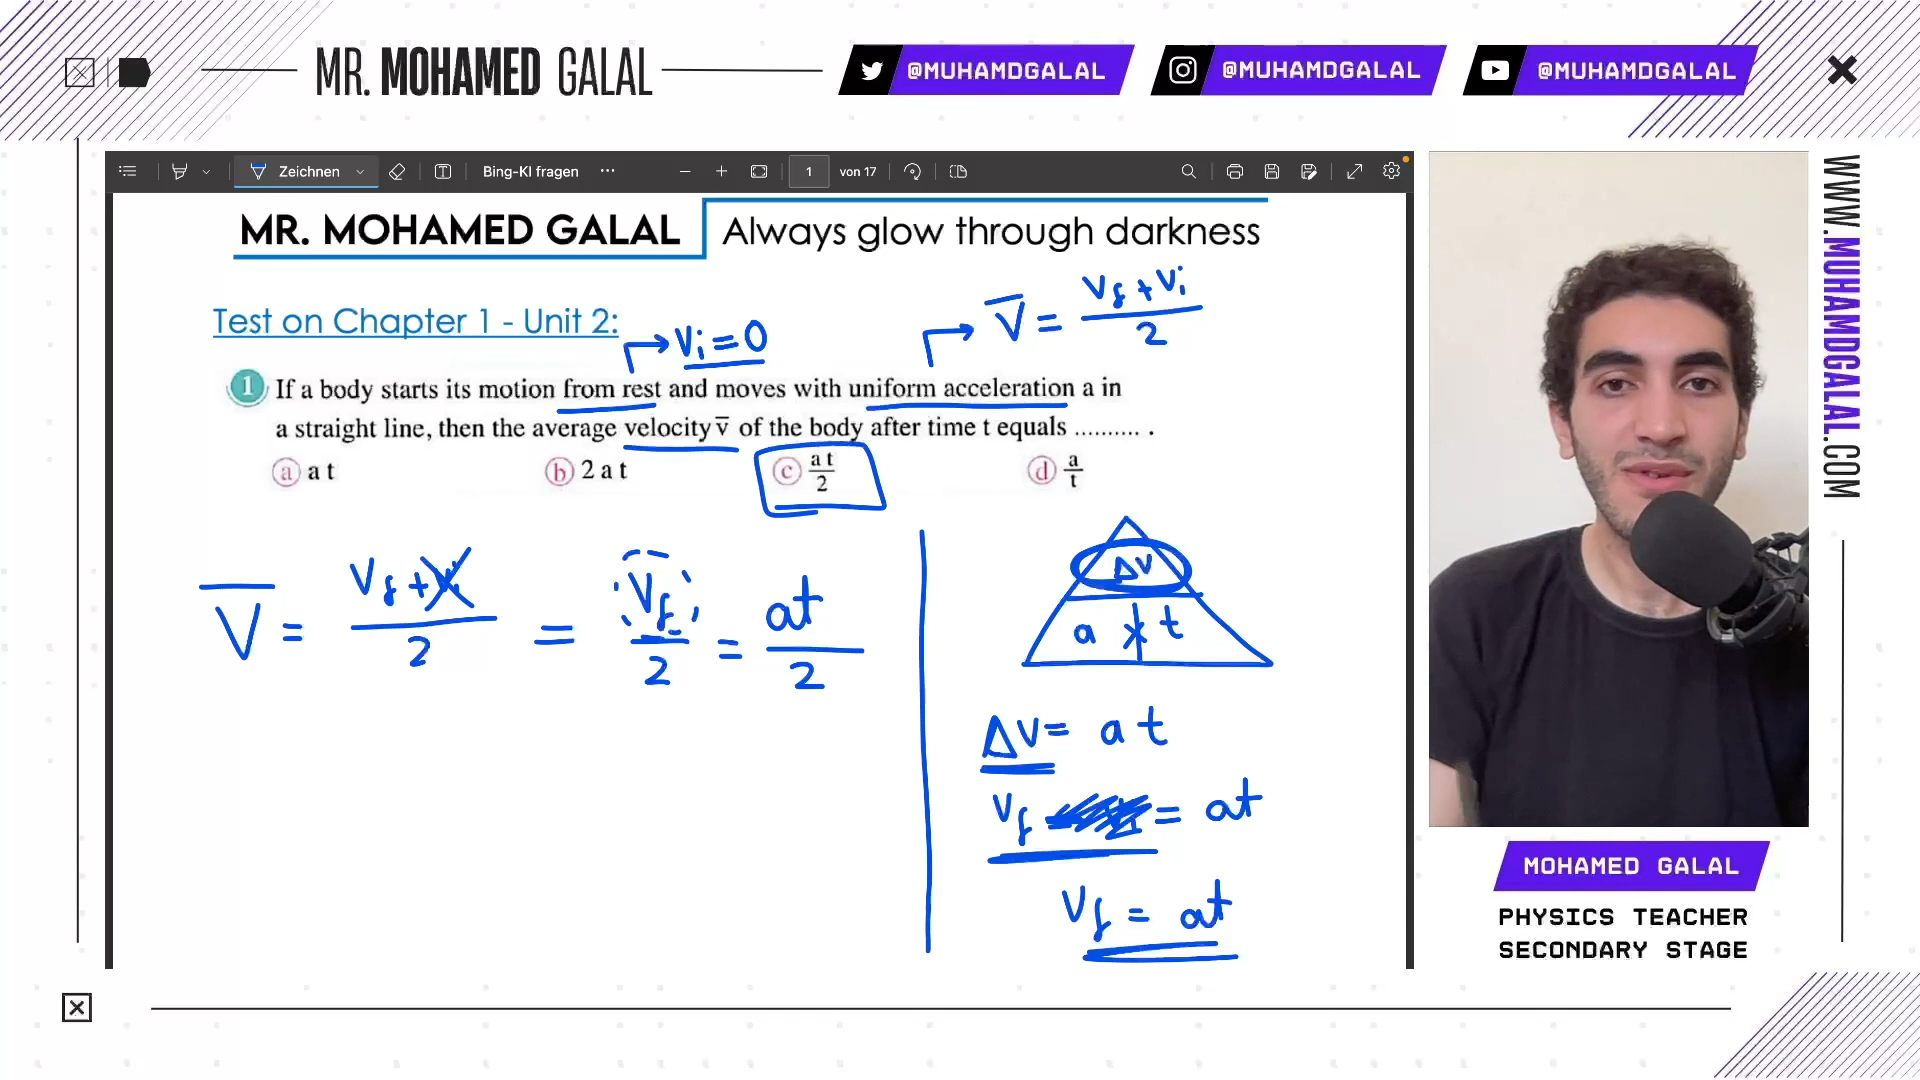 MR. MOHAMED GALAL
@MUHAMDGALAL
@MUHAMDGALAL
@MUHAMDGALAL
Zeichnen
Bing-KI fragen
1
von 17
MR. MOHAMED GALAL
Always glow through darkness
Test on Chapter 1 - Unit 2:
Vi = 0
V̅ = (Vf + Vi)/2
1 If a body starts its motion from rest and moves with uniform acceleration a in
a straight line, then the average velocity v̅ of the body after time t equals .......... .
a a t
b 2 a t
c a t/2
d a/t
V̅ = (Vf + Vi)/2 = Vf/2 = at/2
ΔV
a × t
ΔV = a t
Vf = at
Vf = at
WWW.MUHAMDGALAL.COM
MOHAMED GALAL
PHYSICS TEACHER
SECONDARY STAGE